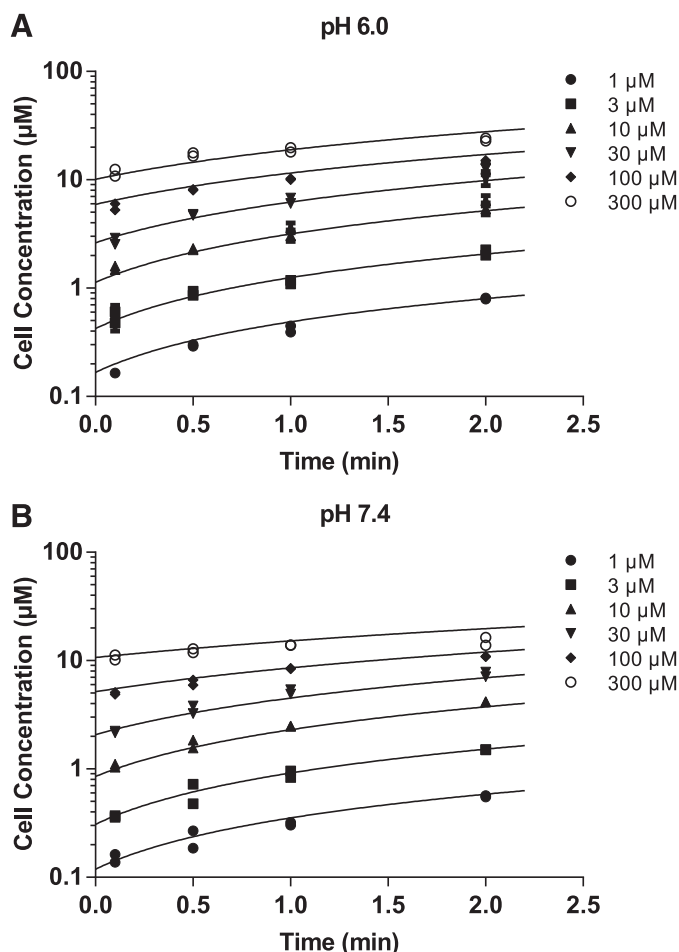 A
pH 6.0
100
10
1
0.1
Cell Concentration (µM)
0.0 0.5 1.0 1.5 2.0 2.5
Time (min)
1 µM
3 µM
10 µM
30 µM
100 µM
300 µM
B
pH 7.4
100
10
1
0.1
Cell Concentration (µM)
0.0 0.5 1.0 1.5 2.0 2.5
Time (min)
1 µM
3 µM
10 µM
30 µM
100 µM
300 µM